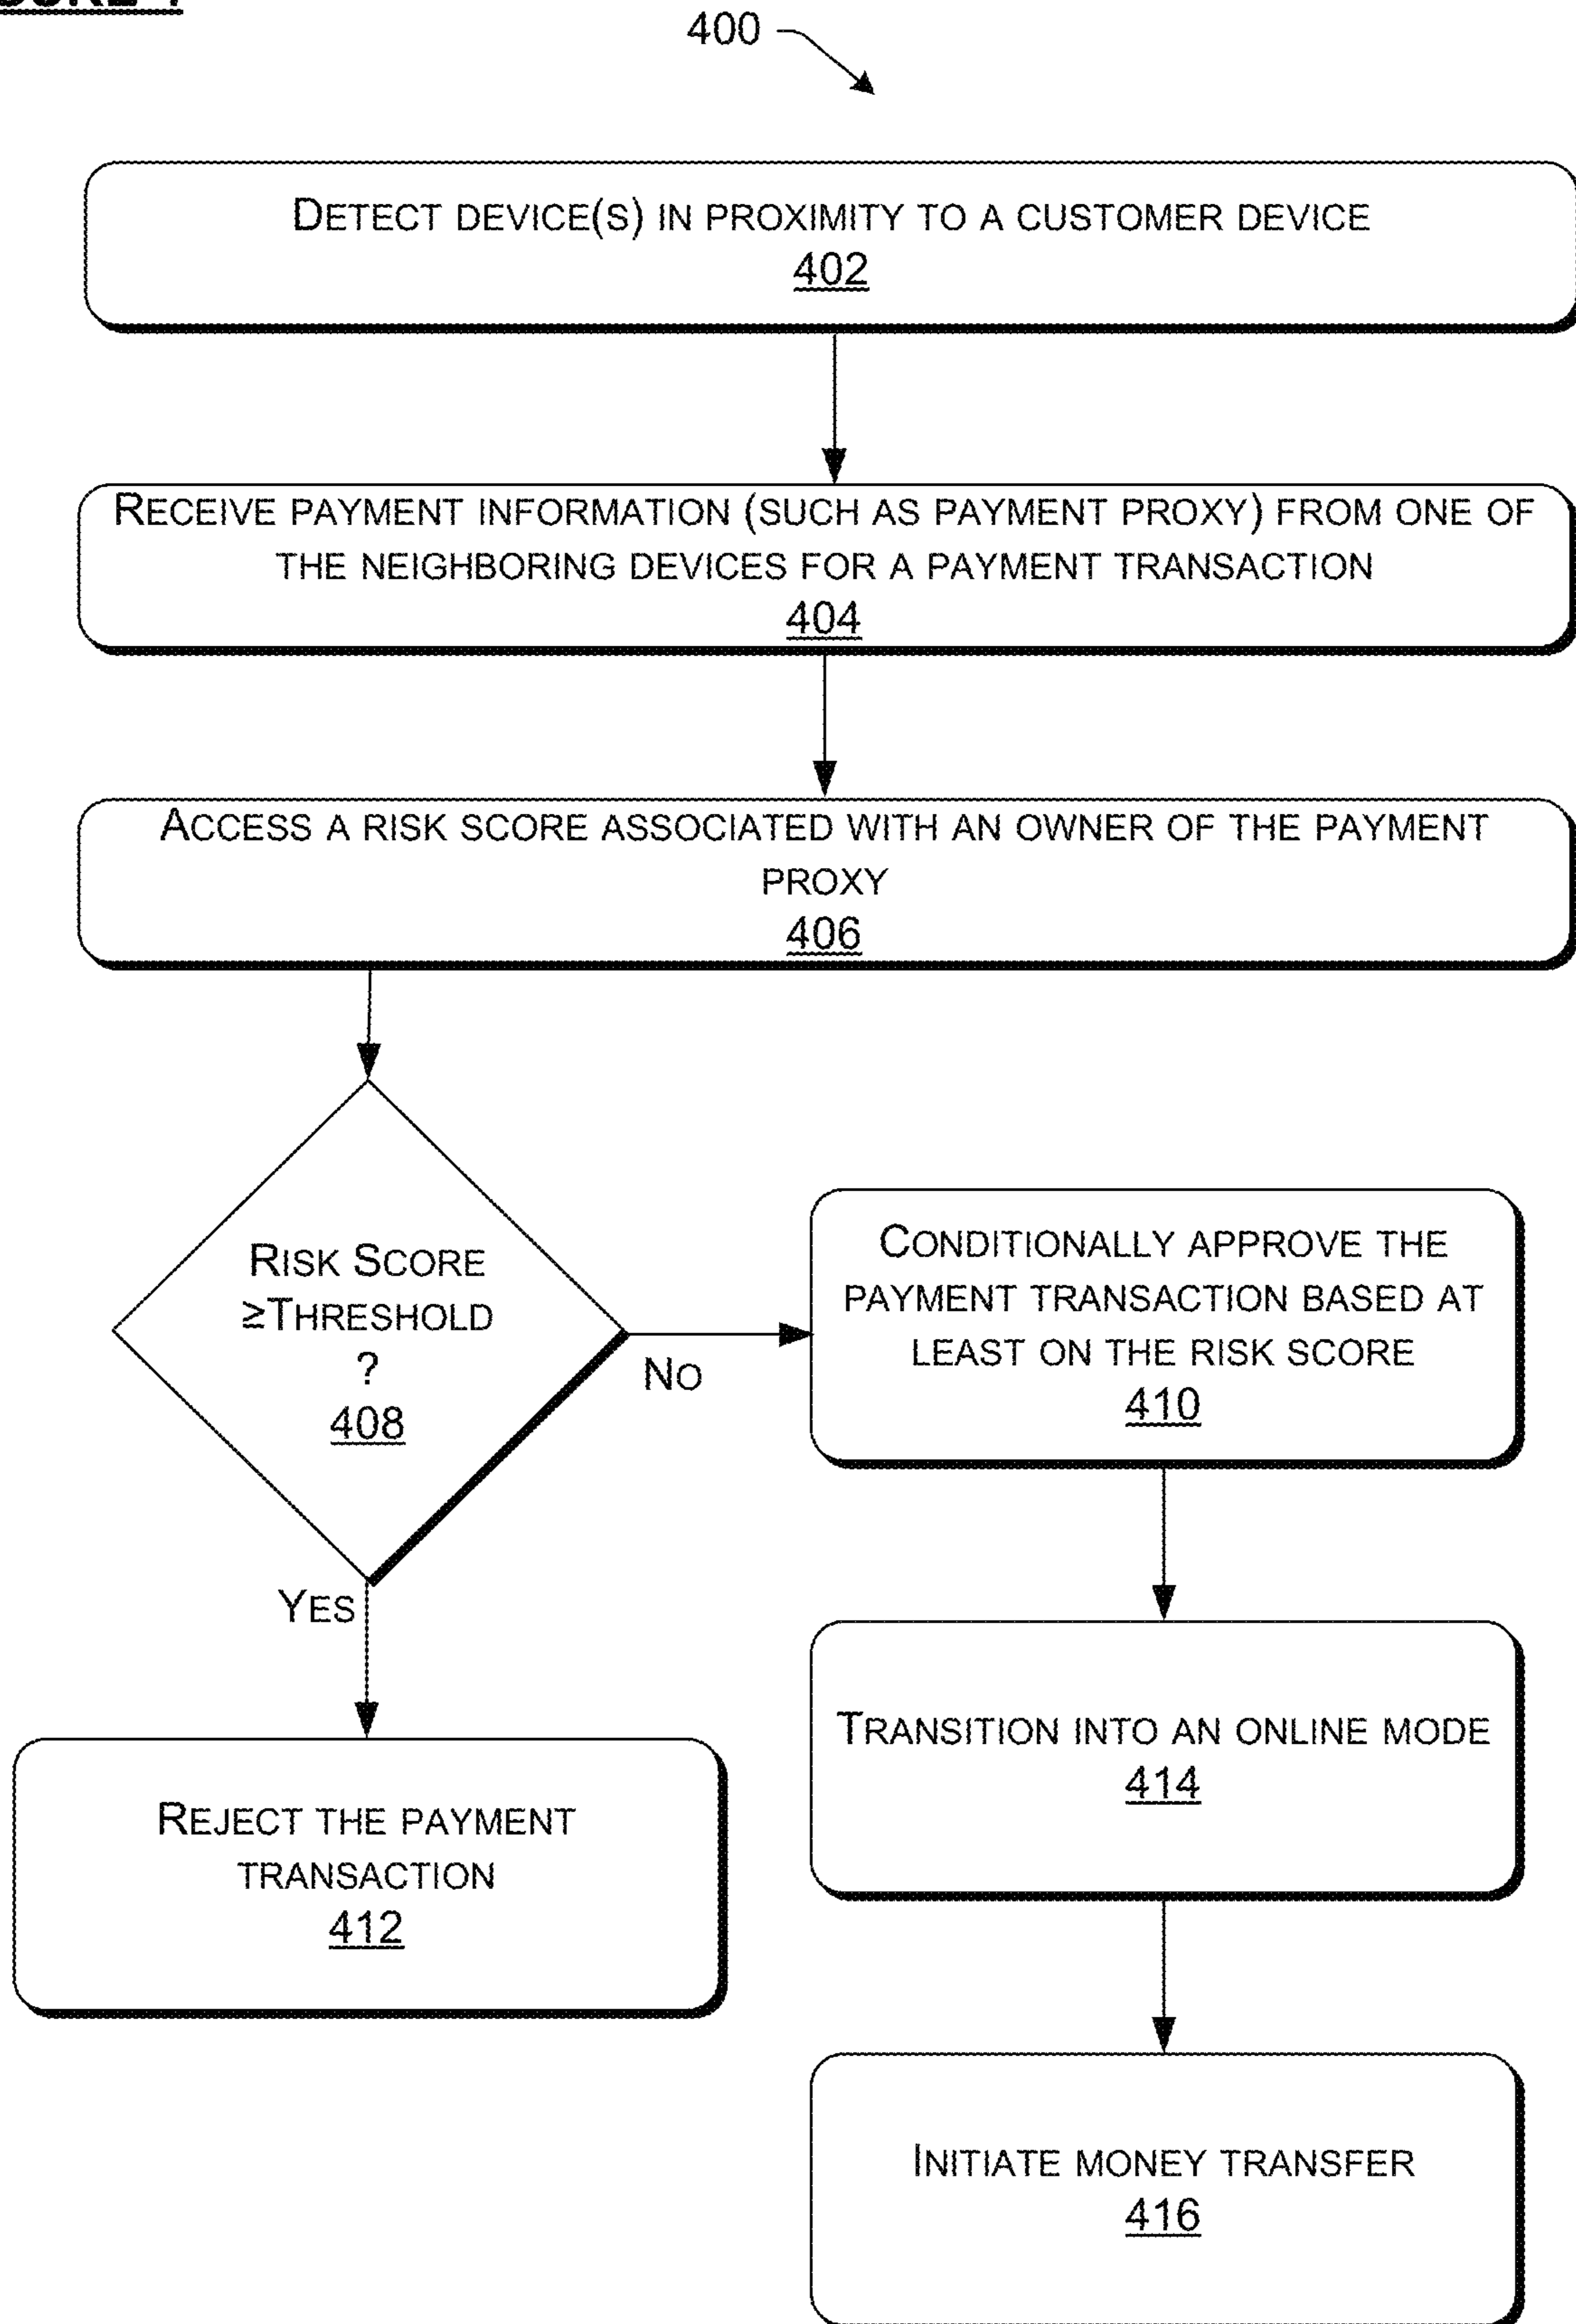 400
DETECT DEVICE(S) IN PROXIMITY TO A CUSTOMER DEVICE
402
RECEIVE PAYMENT INFORMATION (SUCH AS PAYMENT PROXY) FROM ONE OF
THE NEIGHBORING DEVICES FOR A PAYMENT TRANSACTION
404
ACCESS A RISK SCORE ASSOCIATED WITH AN OWNER OF THE PAYMENT
PROXY
406
RISK SCORE
≥THRESHOLD
?
408
NO
YES
CONDITIONALLY APPROVE THE
PAYMENT TRANSACTION BASED AT
LEAST ON THE RISK SCORE
410
TRANSITION INTO AN ONLINE MODE
414
REJECT THE PAYMENT
TRANSACTION
412
INITIATE MONEY TRANSFER
416